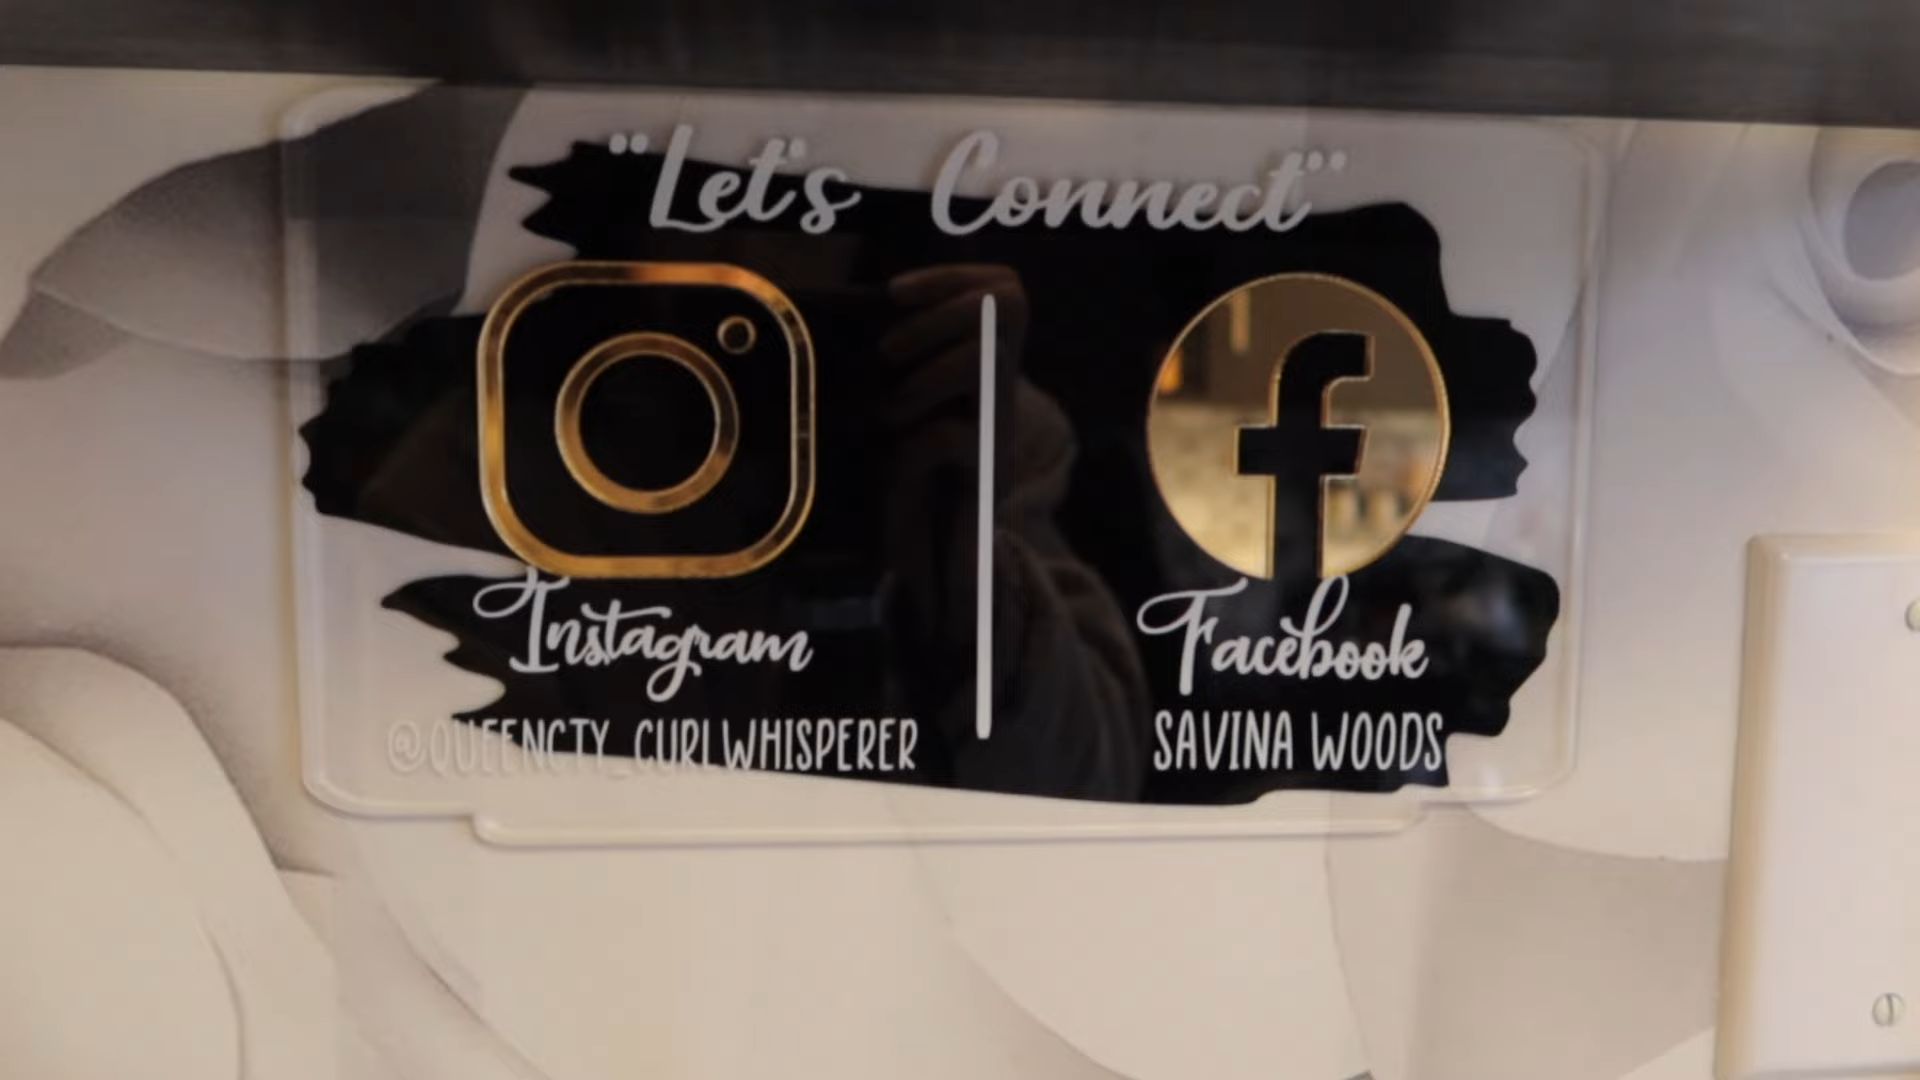 "Let's Connect"
Instagram
Facebook
@QUEENCTY_CURLWHISPERER
SAVINA WOODS